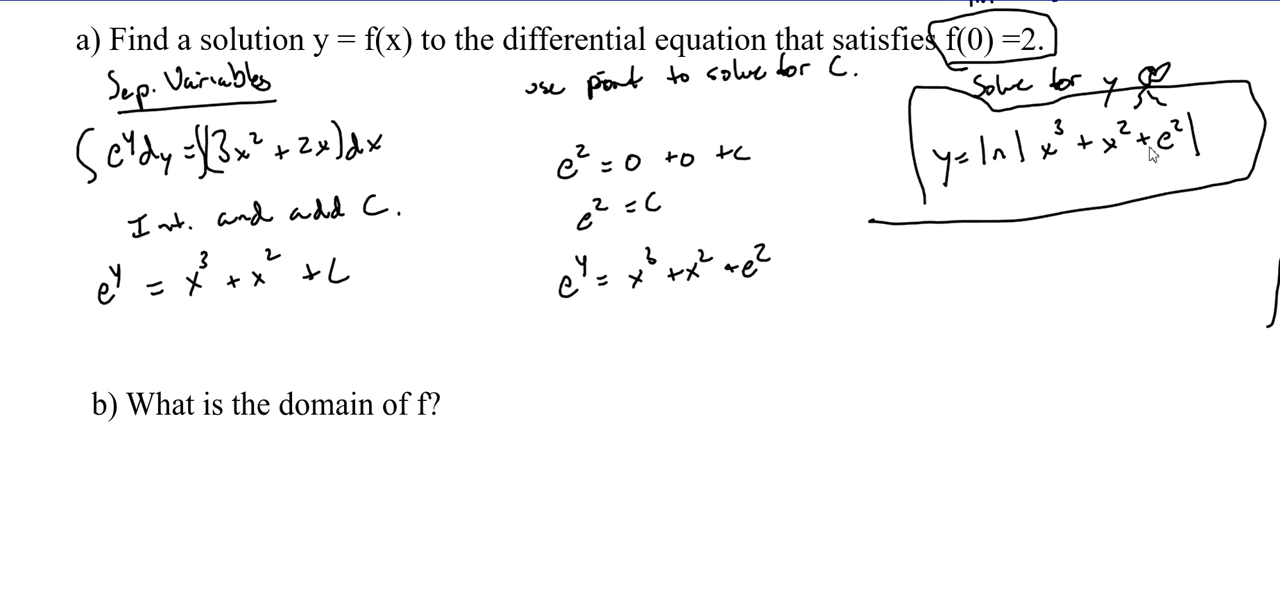 a) Find a solution y = f(x) to the differential equation that satisfies f(0) =2.
Sep. Variables
∫ e^y dy = ∫(3x² + 2x)dx
Int. and add C.
e^y = x³ + x² + C
use point to solve for C.
e² = 0 + 0 + C
e² = C
e^y = x³ + x² + e²
Solve for y
y = ln | x³ + x² + e² |
b) What is the domain of f?